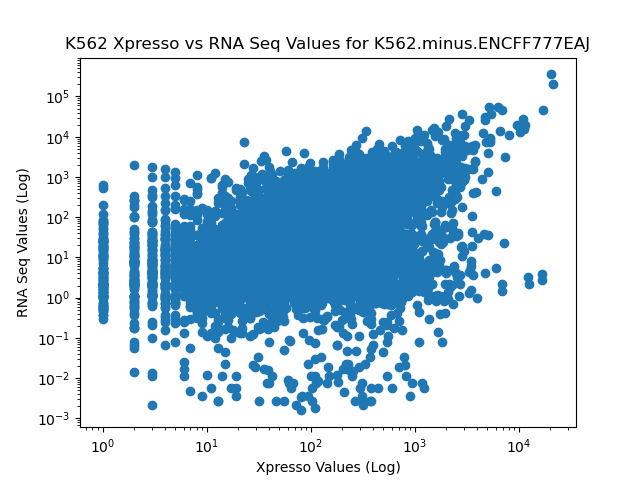 K562 Xpresso vs RNA Seq Values for K562.minus.ENCFF777EAJ
RNA Seq Values (Log)
10^5
10^4
10^3
10^2
10^1
10^0
10^-1
10^-2
10^-3
10^0 10^1 10^2 10^3 10^4
Xpresso Values (Log)